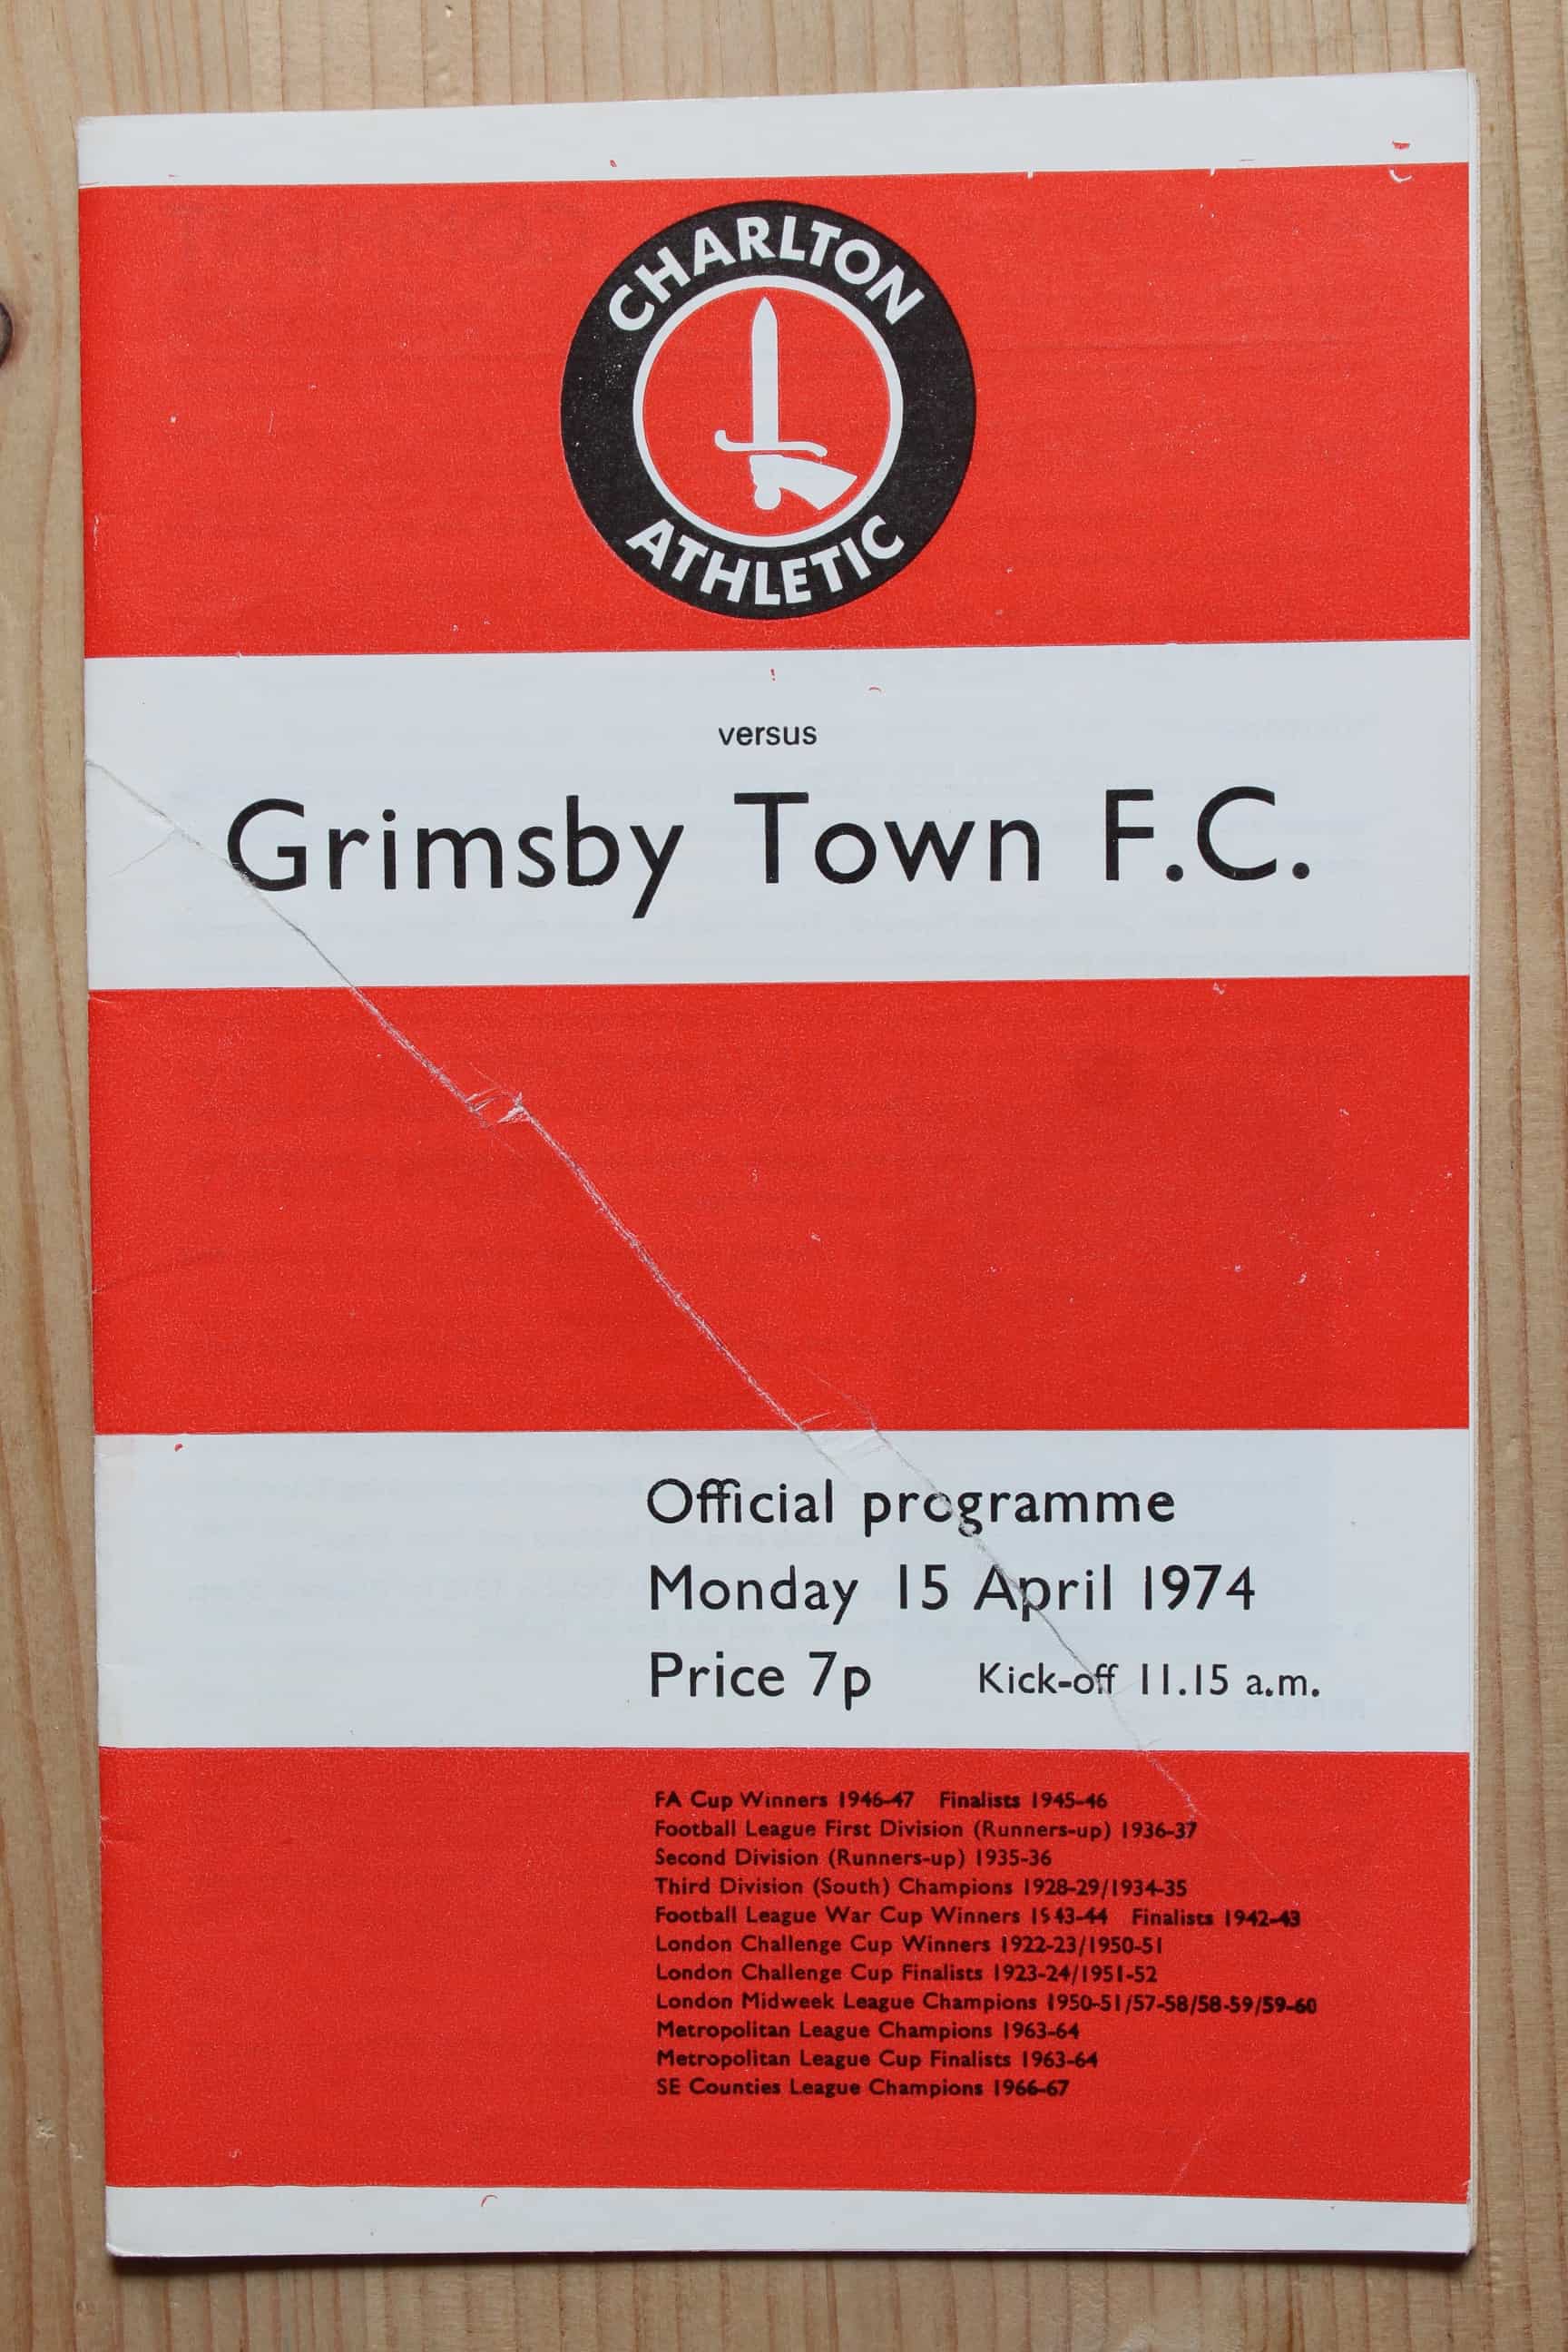 CHARLTON
ATHLETIC
versus
Grimsby Town F.C.
Official programme
Monday 15 April 1974
Price 7p Kick-off 11.15 a.m.
FA Cup Winners 1946-47 Finalists 1945-46
Football League First Division (Runners-up) 1936-37
Second Division (Runners-up) 1935-36
Third Division (South) Champions 1928-29/1934-35
Football League War Cup Winners 1943-44 Finalists 1942-43
London Challenge Cup Winners 1922-23/1950-51
London Challenge Cup Finalists 1923-24/1951-52
London Midweek League Champions 1950-51/57-58/58-59/59-60
Metropolitan League Champions 1963-64
Metropolitan League Cup Finalists 1963-64
SE Counties League Champions 1966-67